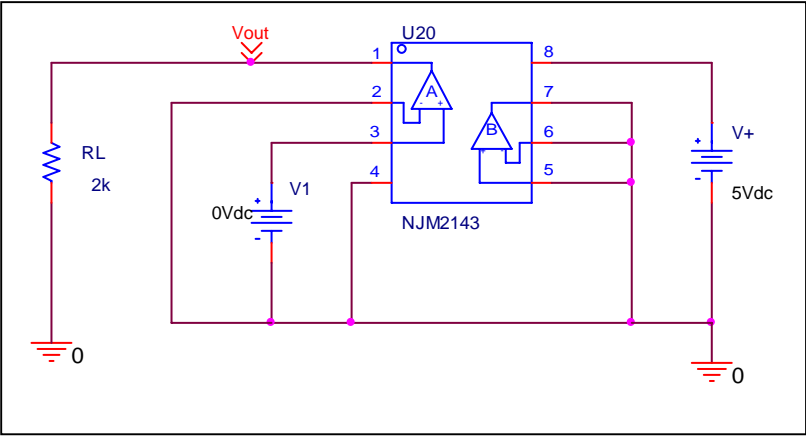 Vout
U20
1
8
A
- +
2
7
B
+ -
3
6
RL
2k
4
5
V+
+
-
5Vdc
V1
+
-
0Vdc
NJM2143
0
0